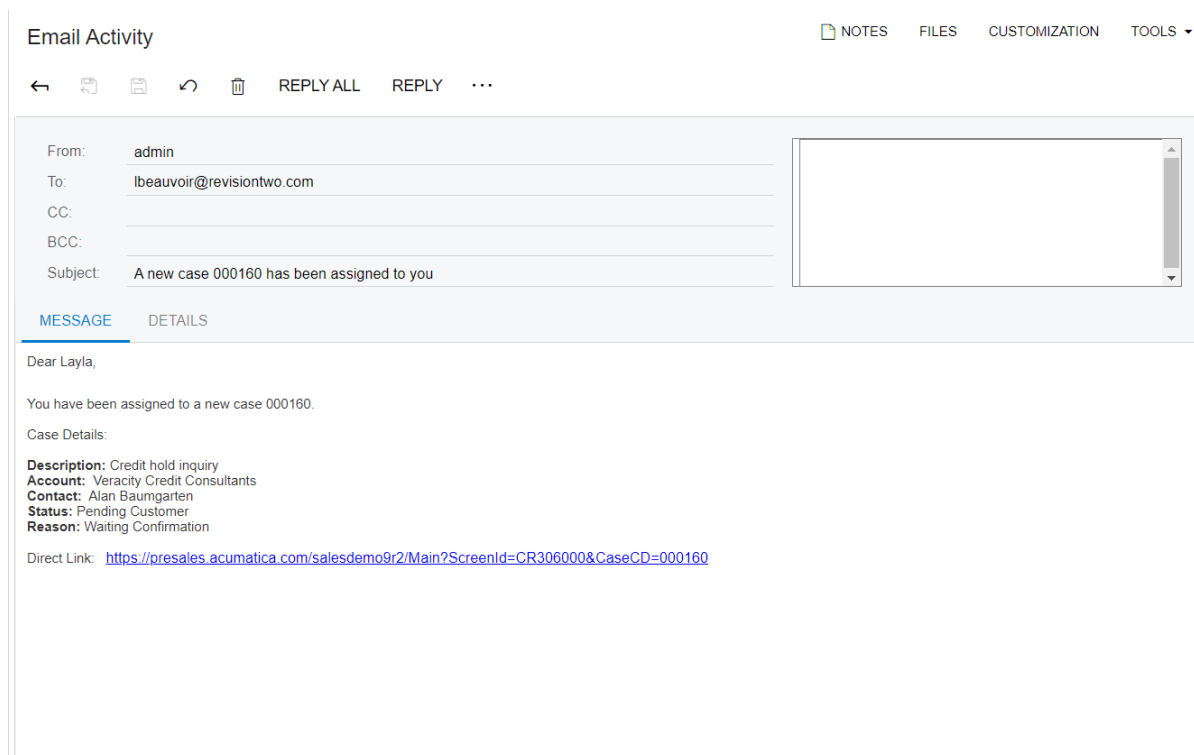 Email Activity
NOTES FILES CUSTOMIZATION TOOLS
REPLY ALL REPLY ...
From: admin
To: lbeauvoir@revisiontwo.com
CC:
BCC:
Subject: A new case 000160 has been assigned to you
MESSAGE DETAILS
Dear Layla,
You have been assigned to a new case 000160.
Case Details:
Description: Credit hold inquiry
Account: Veracity Credit Consultants
Contact: Alan Baumgarten
Status: Pending Customer
Reason: Waiting Confirmation
Direct Link: https://presales.acumatica.com/salesdemo9r2/Main?ScreenId=CR306000&CaseCD=000160